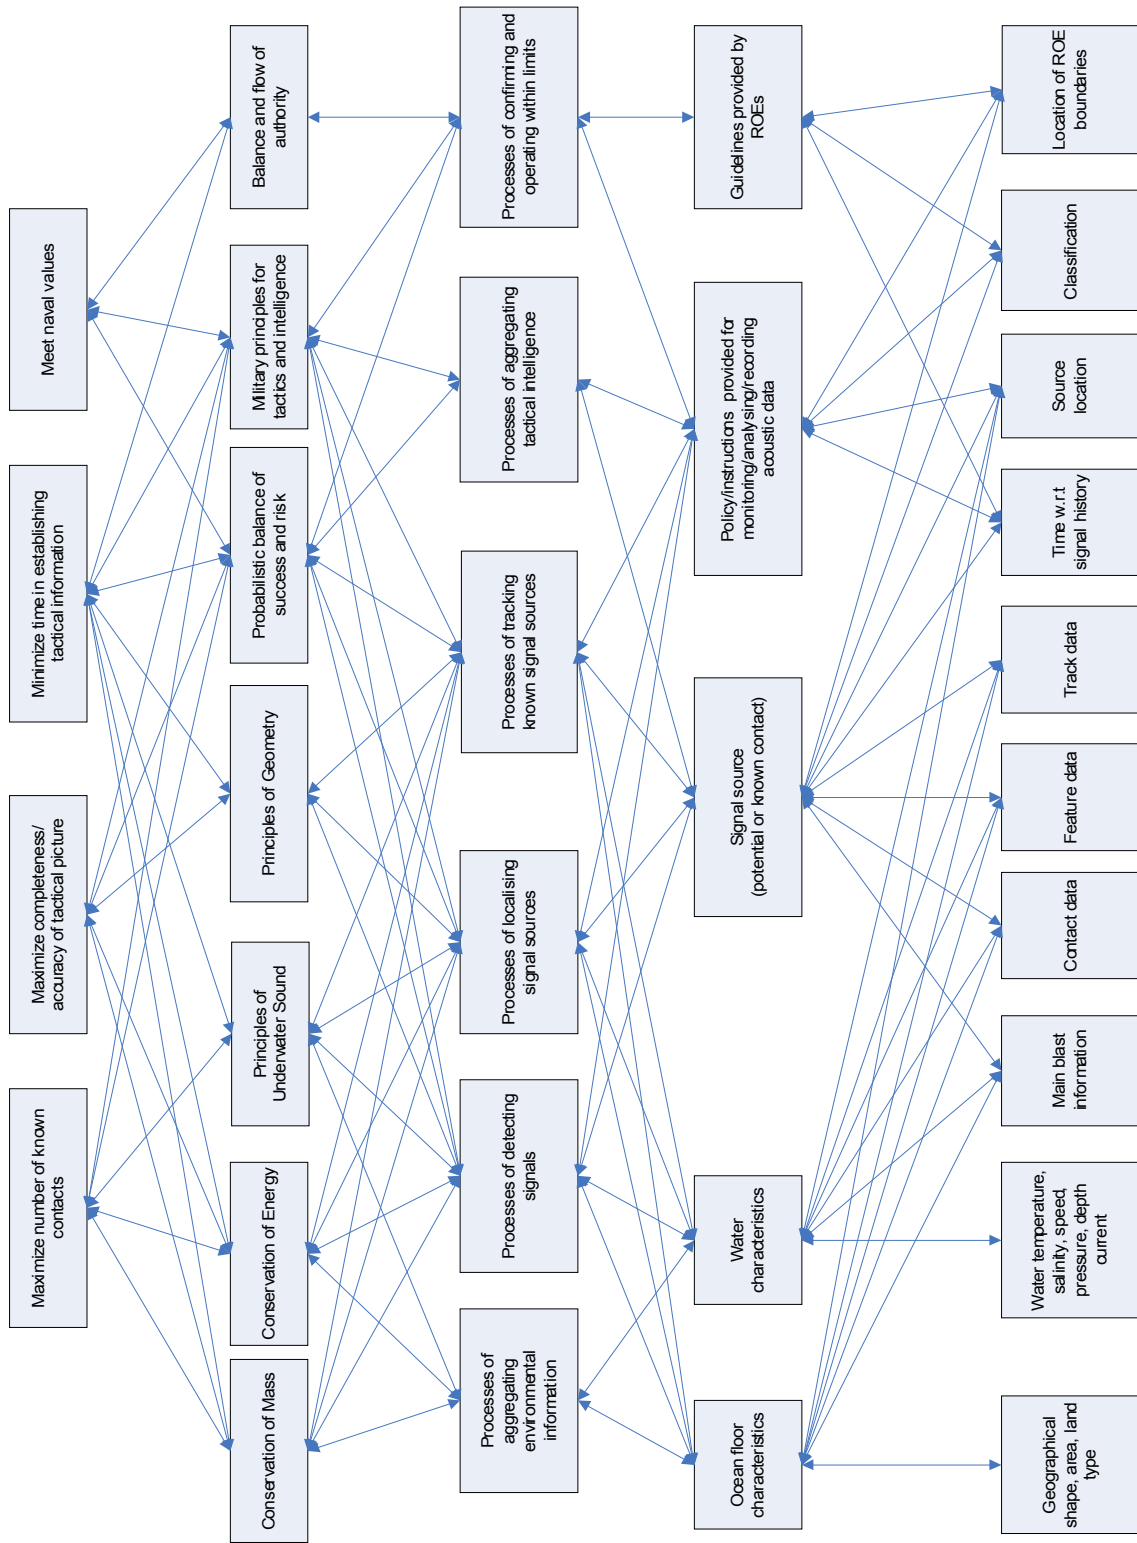 Maximize number of known
contacts
Maximize completeness/
accuracy of tactical picture
Minimize time in establishing
tactical information
Meet naval values
Conservation of Mass
Conservation of Energy
Principles of
Underwater Sound
Principles of Geometry
Probabilistic balance of
success and risk
Military principles for
tactics and intelligence
Balance and flow of
authority
Processes of
aggregating
environmental
information
Processes of detecting
signals
Processes of localising
signal sources
Processes of tracking
known signal sources
Processes of aggregating
tactical intelligence
Processes of confirming and
operating within limits
Ocean floor
characteristics
Water
characteristics
Signal source
(potential or known contact)
Policy/instructions provided for
monitoring/analysing/recording
acoustic data
Guidelines provided by
ROEs
Geographical
shape, area, land
type
Water temperature,
salinity, speed,
pressure, depth
current
Main blast
information
Contact data
Feature data
Track data
Time w.r.t
signal history
Source
location
Classification
Location of ROE
boundaries